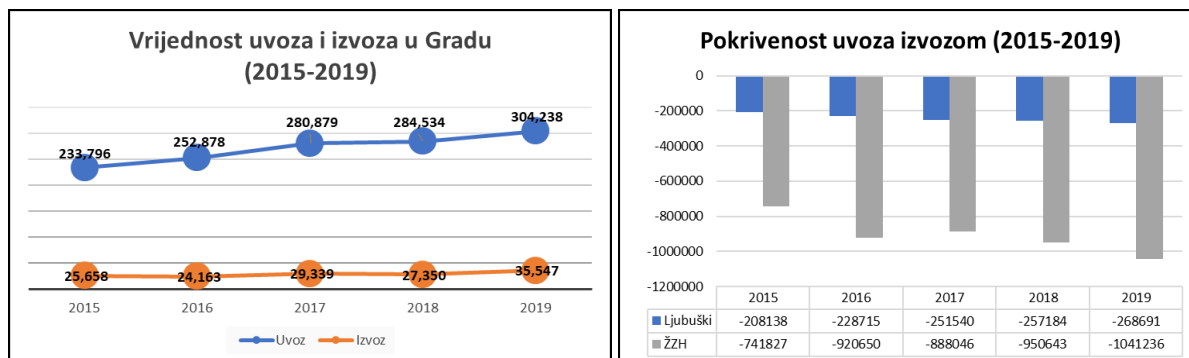 Vrijednost uvoza i izvoza u Gradu
(2015-2019)
233,796 252,878 280,879 284,534 304,238
25,658 24,163 29,339 27,350 35,547
2015 2016 2017 2018 2019
Uvoz Izvoz
Pokrivenost uvoza izvozom (2015-2019)
0
-200000
-400000
-600000
-800000
-1000000
-1200000
2015 2016 2017 2018 2019
Ljubuški -208138 -228715 -251540 -257184 -268691
ŽZH -741827 -920650 -888046 -950643 -1041236